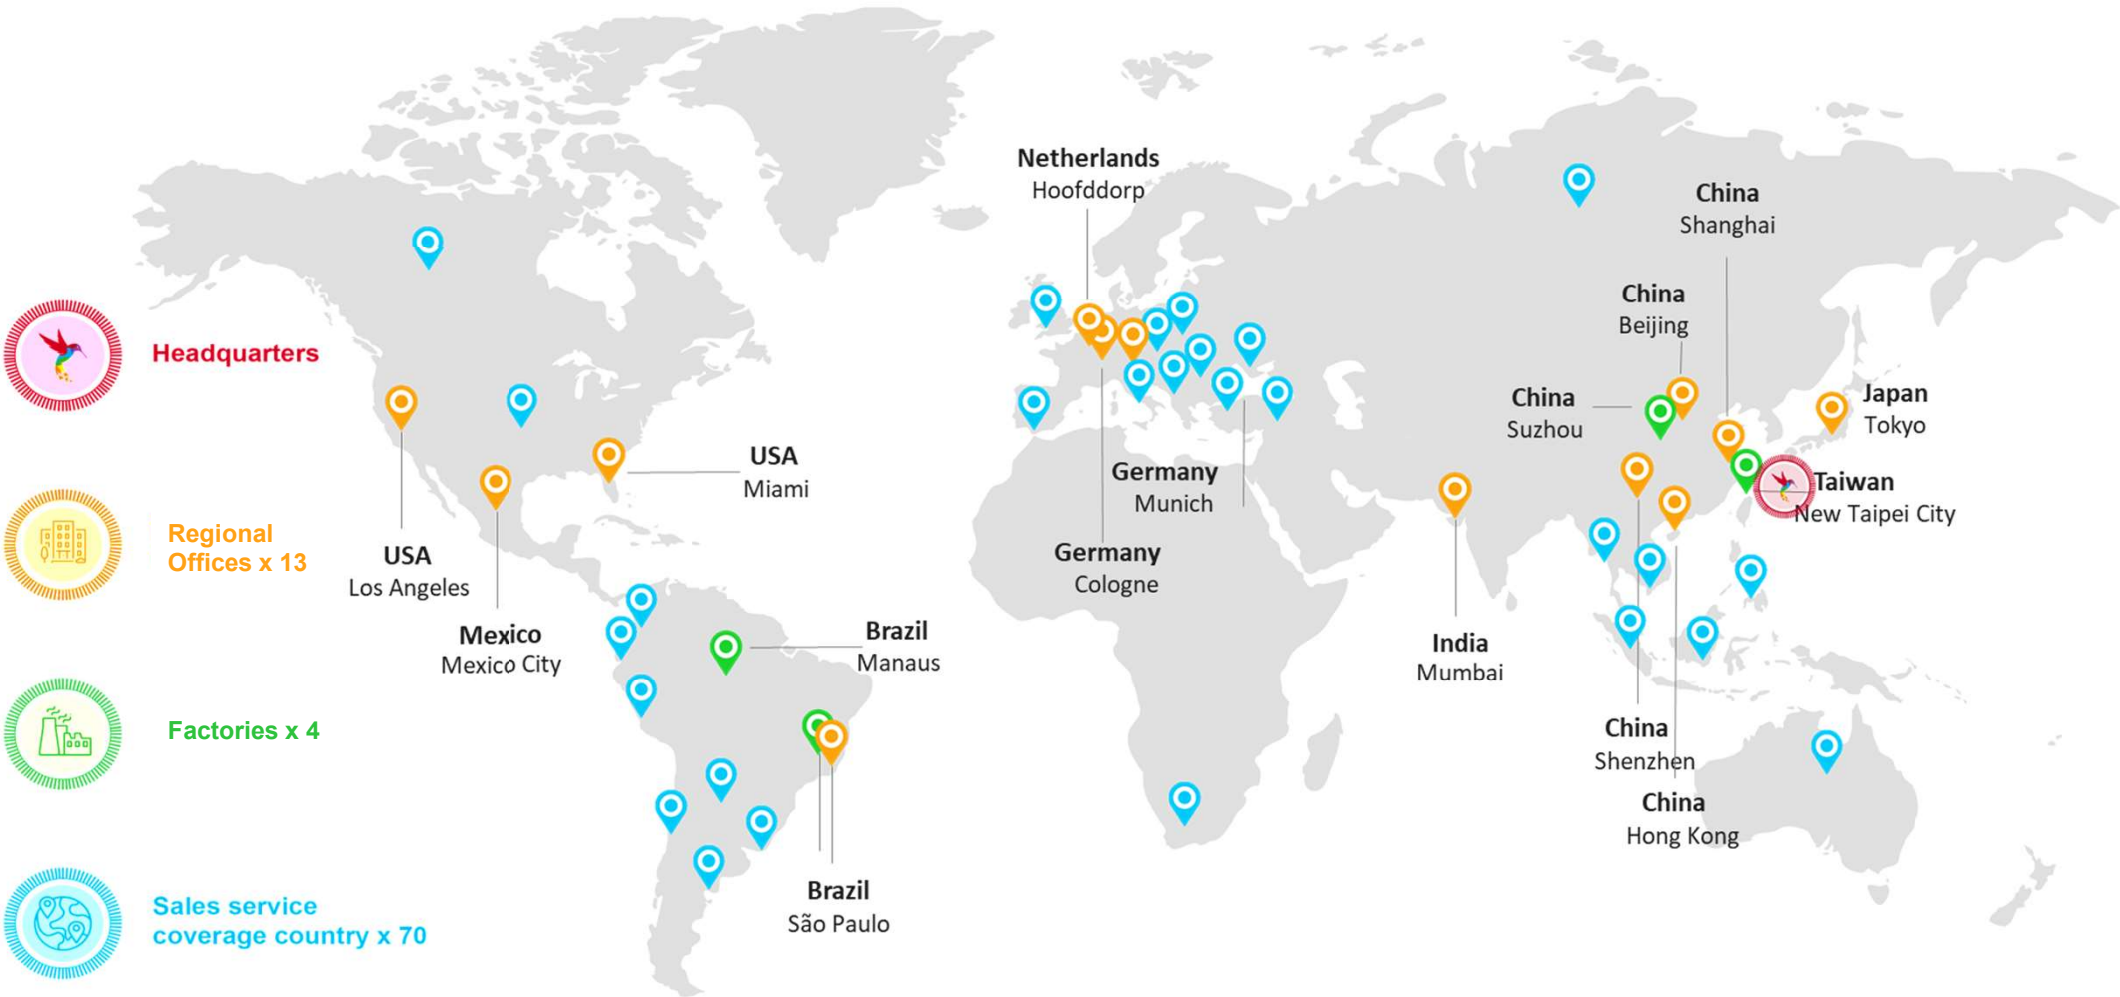 Headquarters
Regional
Offices x 13
Factories x 4
Sales service
coverage country x 70
USA
Los Angeles
Mexico
Mexico City
USA
Miami
Brazil
Manaus
Brazil
São Paulo
Netherlands
Hoofddorp
Germany
Munich
Germany
Cologne
India
Mumbai
China
Shanghai
China
Beijing
China
Suzhou
Japan
Tokyo
Taiwan
New Taipei City
China
Shenzhen
China
Hong Kong